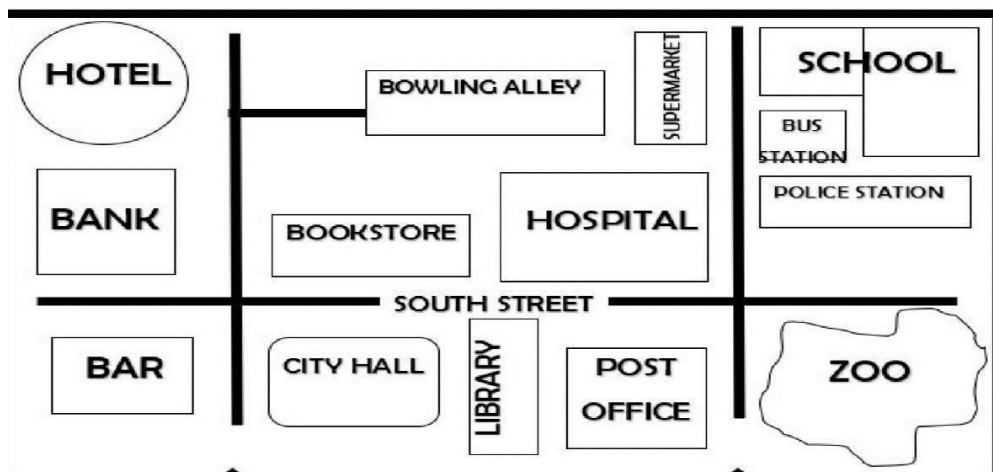 HOTEL
BOWLING ALLEY
SUPERMARKET
SCHOOL
BUS
STATION
BANK
BOOKSTORE
HOSPITAL
POLICE STATION
SOUTH STREET
BAR
CITY HALL
LIBRARY
POST
OFFICE
ZOO